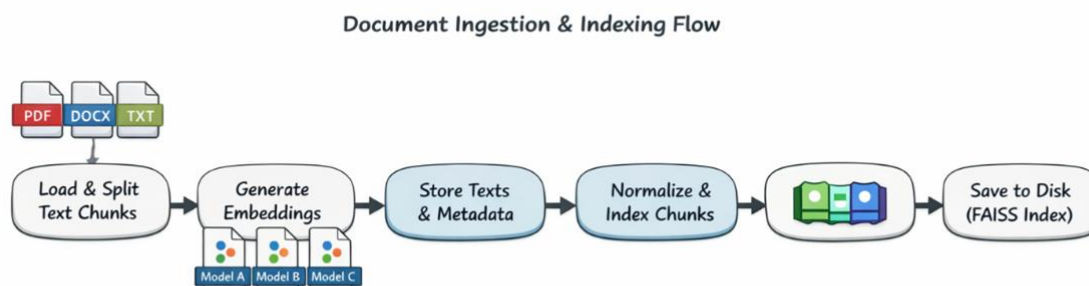 Document Ingestion & Indexing Flow
PDF DOCX TXT
Load & Split
Text Chunks
Generate
Embeddings
Model A Model B Model C
Store Texts
& Metadata
Normalize &
Index Chunks
Save to Disk
(FAISS Index)